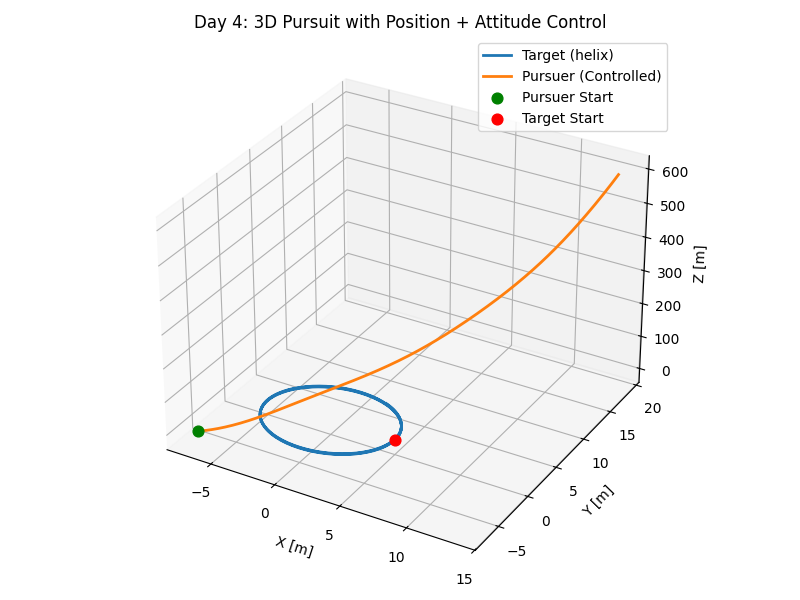 Day 4: 3D Pursuit with Position + Attitude Control
Target (helix)
Pursuer (Controlled)
Pursuer Start
Target Start
600
500
400
300
200
100
0
Z [m]
20
15
10
5
0
−5
Y [m]
−5
0
5
10
15
X [m]